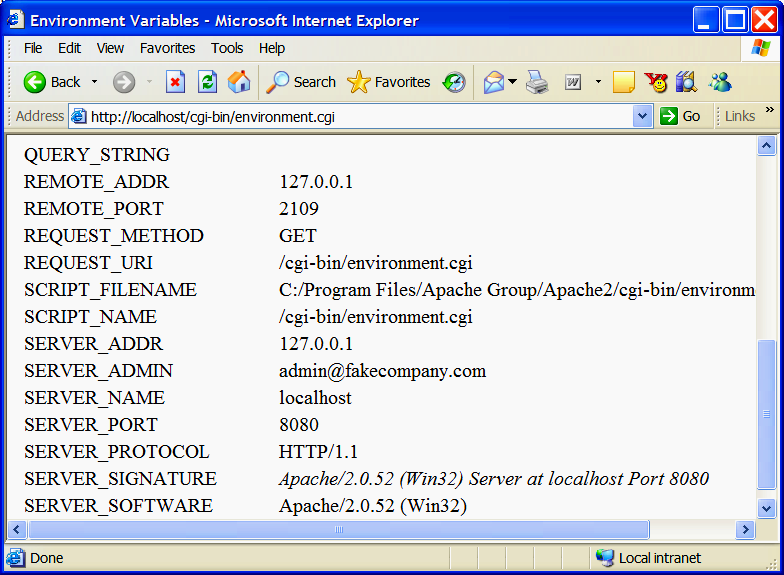 Environment Variables - Microsoft Internet Explorer
File Edit View Favorites Tools Help
Back Search Favorites W
Address http://localhost/cgi-bin/environment.cgi Go Links »
QUERY_STRING
REMOTE_ADDR 127.0.0.1
REMOTE_PORT 2109
REQUEST_METHOD GET
REQUEST_URI /cgi-bin/environment.cgi
SCRIPT_FILENAME C:/Program Files/Apache Group/Apache2/cgi-bin/environm
SCRIPT_NAME /cgi-bin/environment.cgi
SERVER_ADDR 127.0.0.1
SERVER_ADMIN admin@fakecompany.com
SERVER_NAME localhost
SERVER_PORT 8080
SERVER_PROTOCOL HTTP/1.1
SERVER_SIGNATURE Apache/2.0.52 (Win32) Server at localhost Port 8080
SERVER_SOFTWARE Apache/2.0.52 (Win32)
Done Local intranet